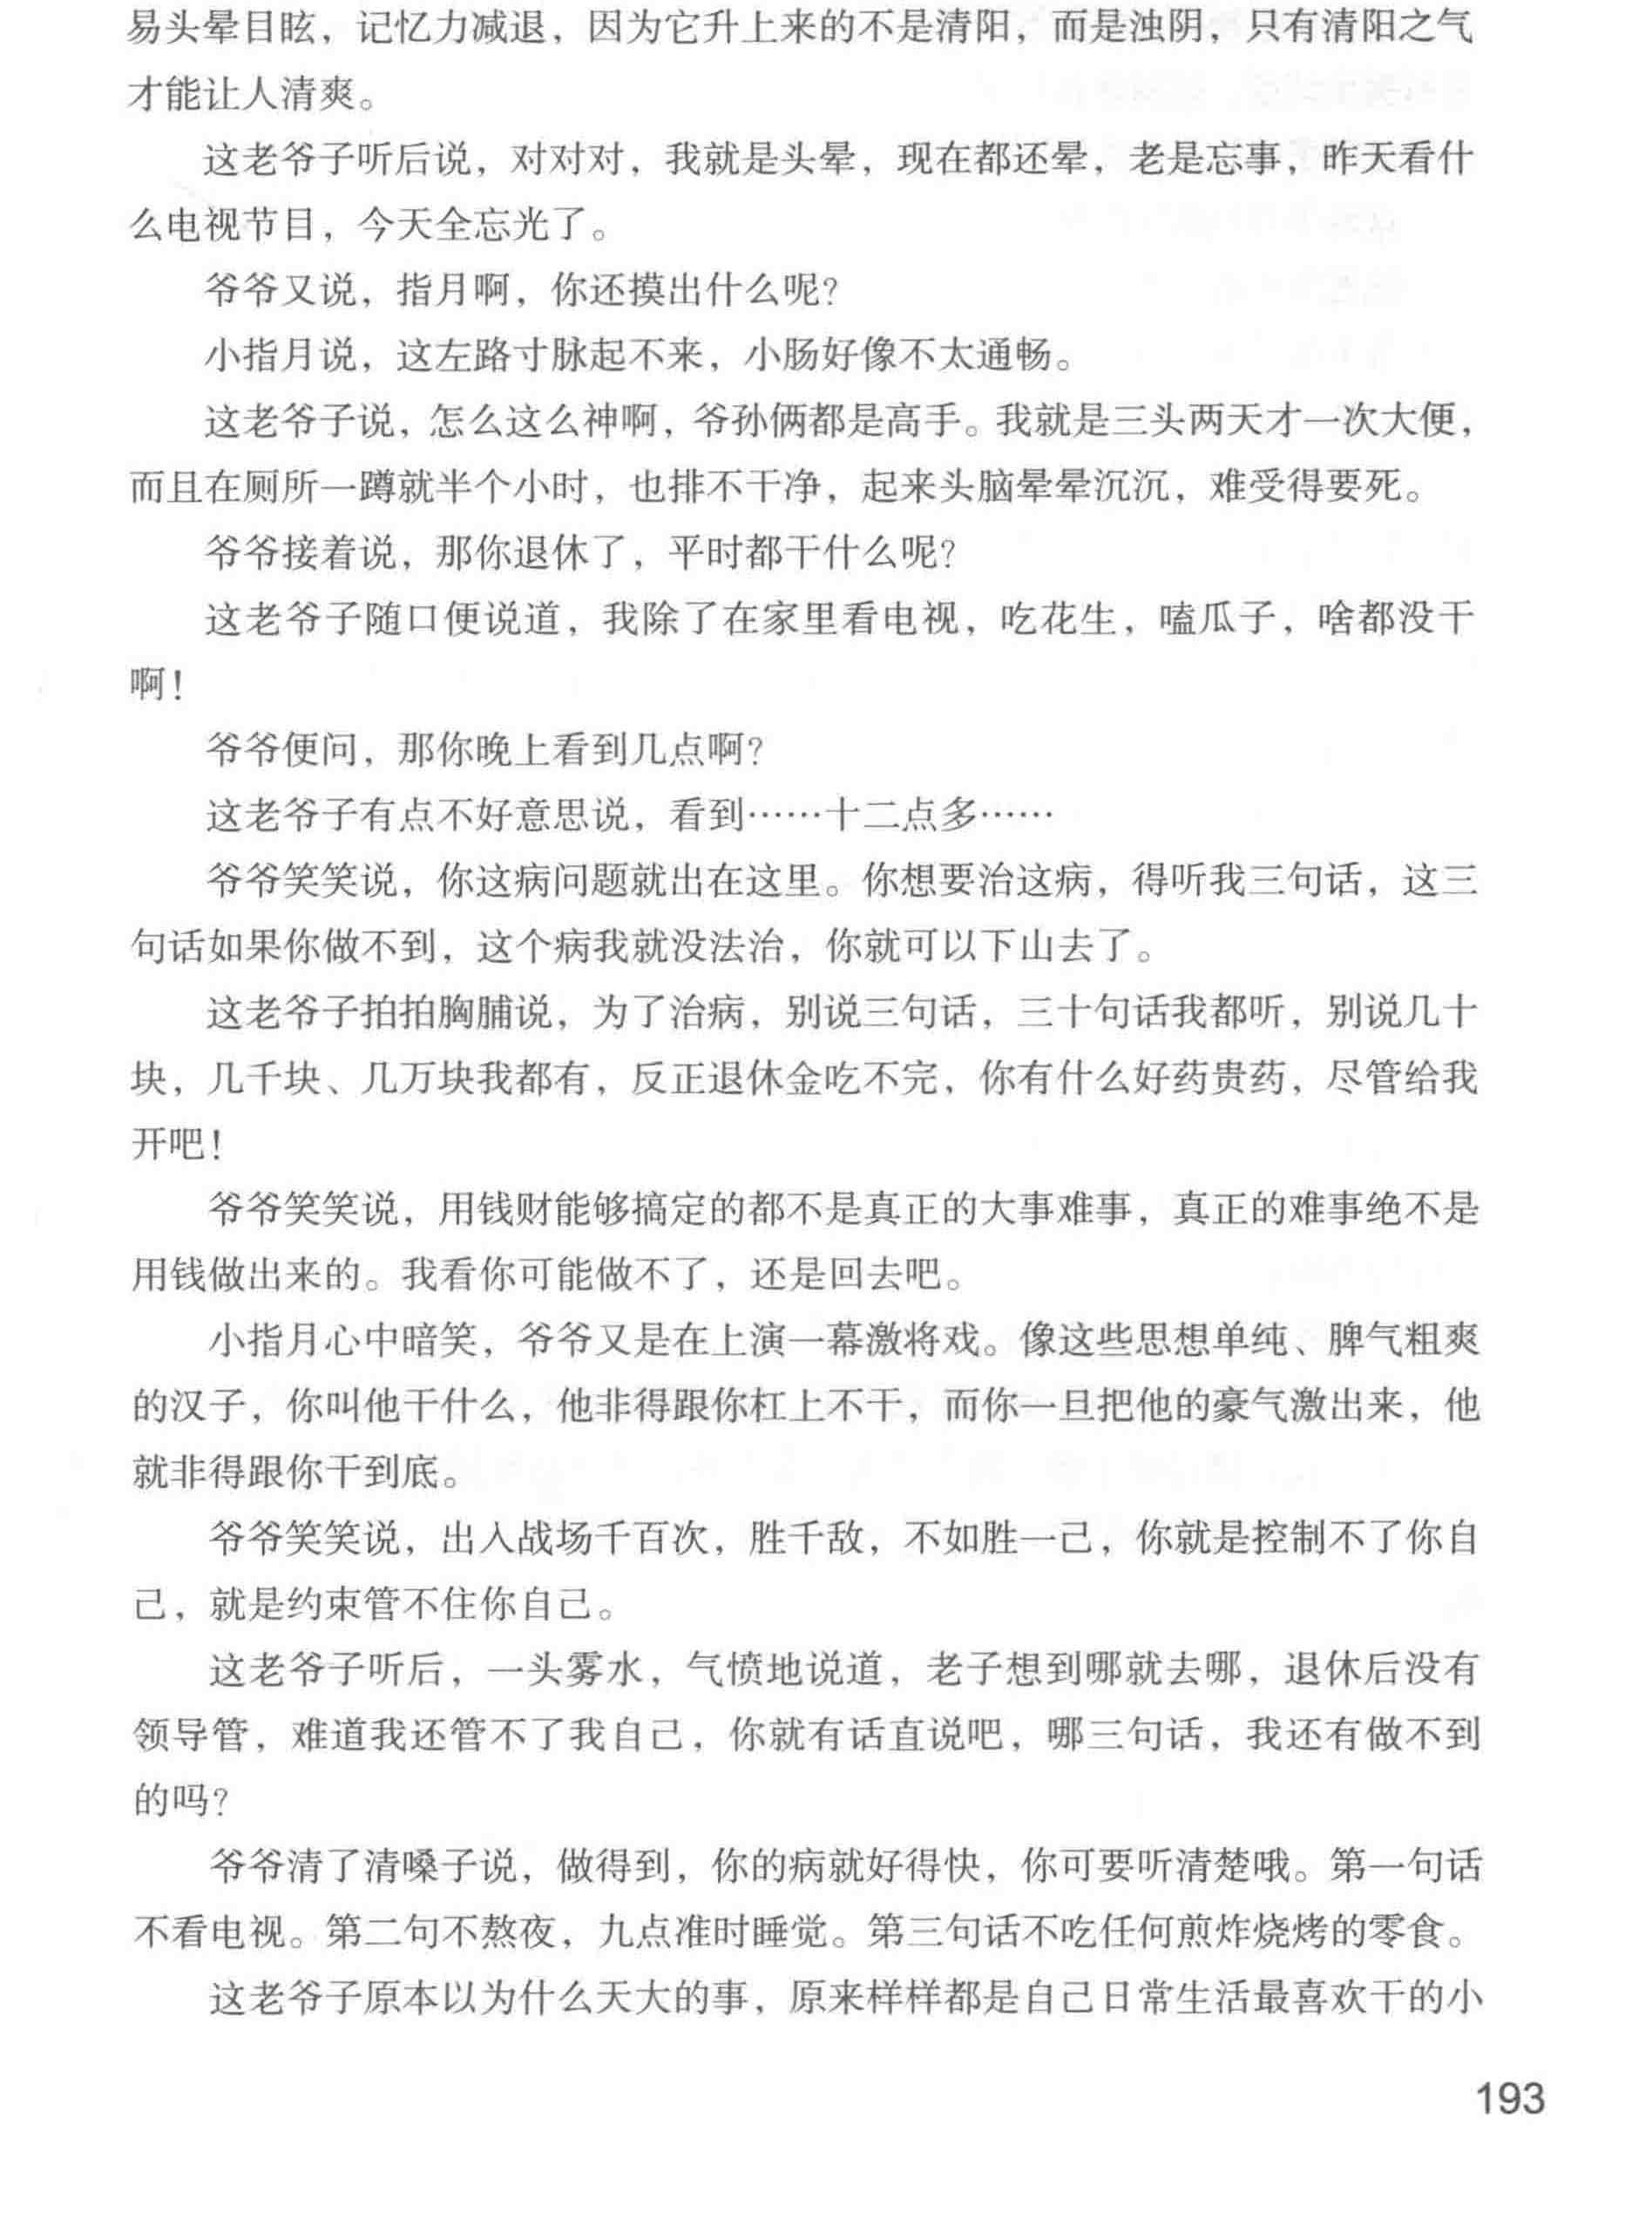 易头晕目眩，记忆力减退，因为它升上来的不是清阳，而是浊阴，只有清阳之气
才能让人清爽。
这老爷子听后说，对对对，我就是头晕，现在都还晕，老是忘事，昨天看什
么电视节目，今天全忘光了。
爷爷又说，指月啊，你还摸出什么呢？
小指月说，这左路寸脉起不来，小肠好像不太通畅。
这老爷子说，怎么这么神啊，爷孙俩都是高手。我就是三头两天才一次大便，
而且在厕所一蹲就半个小时，也排不干净，起来头脑晕晕沉沉，难受得要死。
爷爷接着说，那你退休了，平时都干什么呢？
这老爷子随口便说道，我除了在家里看电视，吃花生，嗑瓜子，啥都没干
啊！
爷爷便问，那你晚上看到几点啊？
这老爷子有点不好意思说，看到……十二点多……
爷爷笑笑说，你这病问题就出在这里。你想要治这病，得听我三句话，这三
句话如果你做不到，这个病我就没法治，你就可以下山去了。
这老爷子拍拍胸脯说，为了治病，别说三句话，三十句话我都听，别说几十
块，几千块、几万块我都有，反正退休金吃不完，你有什么好药贵药，尽管给我
开吧！
爷爷笑笑说，用钱财能够搞定的都不是真正的大事难事，真正的难事绝不是
用钱做出来的。我看你可能做不了，还是回去吧。
小指月心中暗笑，爷爷又是在上演一幕激将戏。像这些思想单纯、脾气粗爽
的汉子，你叫他干什么，他非得跟你杠上不干，而你一旦把他的豪气激出来，他
就非得跟你干到底。
爷爷笑笑说，出入战场千百次，胜千敌，不如胜一己，你就是控制不了你自
己，就是约束管不住你自己。
这老爷子听后，一头雾水，气愤地说道，老子想到哪就去哪，退休后没有
领导管，难道我还管不了我自己，你就有话直说吧，哪三句话，我还有做不到
的吗？
爷爷清了清嗓子说，做得到，你的病就好得快，你可要听清楚哦。第一句话
不看电视。第二句不熬夜，九点准时睡觉。第三句话不吃任何煎炸烧烤的零食。
这老爷子原本以为什么天大的事，原来样样都是自己日常生活最喜欢干的小
193